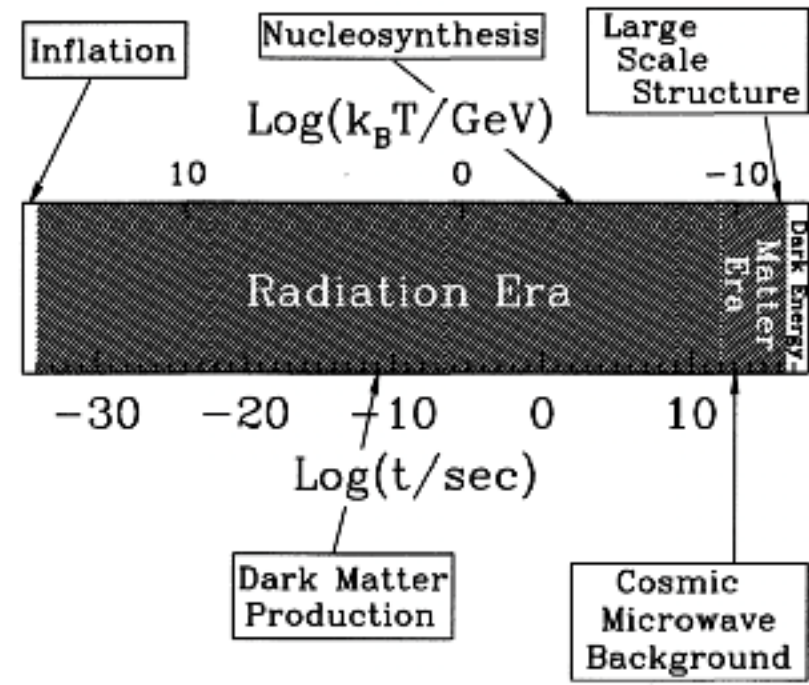 Inflation
Nucleosynthesis
Large
Scale
Structure
Log(k_BT/GeV)
10 0 -10
Radiation Era
Matter
Era
Dark Energy
-30 -20 -10 0 10
Log(t/sec)
Dark Matter
Production
Cosmic
Microwave
Background